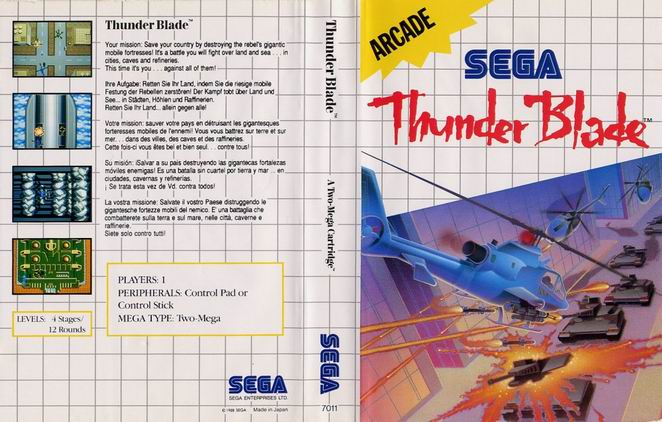 Thunder Blade™
Your mission: Save your country by destroying the rebel's gigantic
mobile fortresses! It's a battle you will fight over land and sea . . . in
cities, caves and refineries.
This time it's you . . . against all of them!
Ihre Aufgabe: Retten Sie Ihr Land, indem Sie die riesige mobile
Festung der Rebellen zerstören! Der Kampf tobt über Land und
See... in Städten, Höhlen und Raffinerien.
Retten Sie Ihr Land... allein gegen alle!
Votre mission: sauver votre pays en détruisant les gigantesques
forteresses mobiles de l'ennemi! Vous vous battrez sur terre et sur
mer. . . dans des villes, des caves et des raffineries.
Cette fois-ci vous êtes bel et bien seul. . . contre tous!
Su misión: ¡Salvar a su pais destruyendo las gigantecas fortalezas
móviles enemigas! Es una batalla sin cuartel por tierra y mar . . en
ciudades, cavernas y refinerias.
¡ Se trata esta vez de Vd. contra todos!
La vostra missione: Salvate il vostro Paese distruggendo le
gigantesche fortezze mobili del nemico. E' una battaglia che
combatterete sulla terra e sul mare, nelle città, caverne e
raffinerie.
Siete solo contro tutti!
PLAYERS: 1
PERIPHERALS: Control Pad or
Control Stick
MEGA TYPE: Two-Mega
LEVELS: 4 Stages/
12 Rounds
SEGA
SEGA ENTERPRISES LTD.
© 1988 SEGA Made in Japan
Thunder Blade™
A Two-Mega Cartridge™
SEGA
7011
ARCADE
SEGA
Thunder Blade™